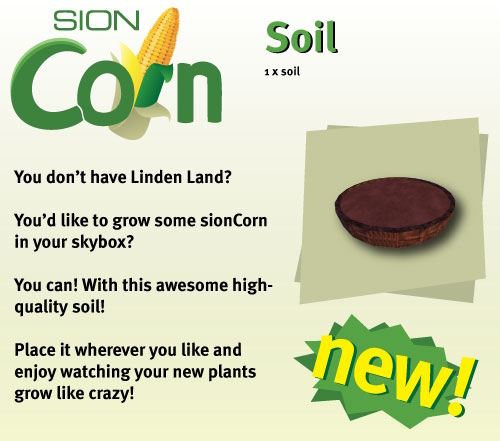 SION
Corn
Soil
1 x soil
You don’t have Linden Land?
You’d like to grow some sionCorn
in your skybox?
You can! With this awesome high-
quality soil!
Place it wherever you like and
enjoy watching your new plants
grow like crazy!
new!